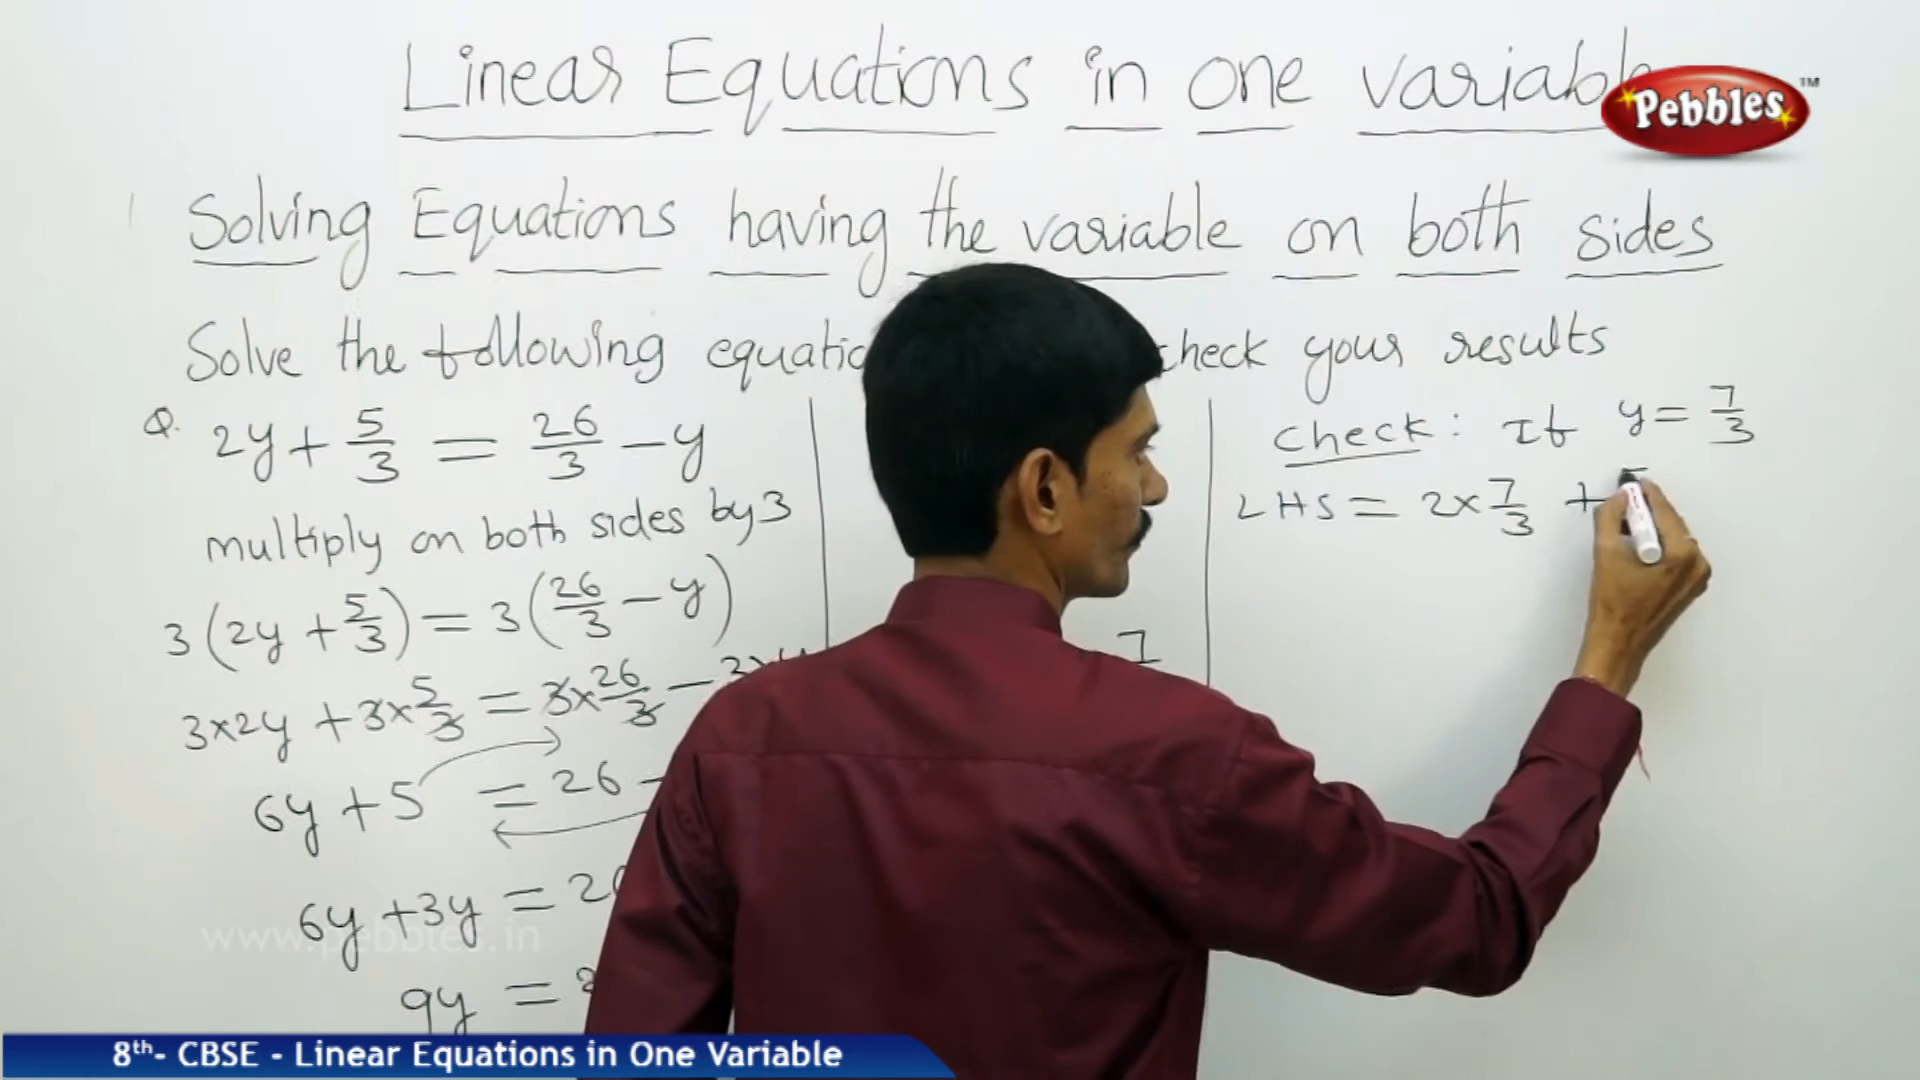 Linear Equations in one variabl
Pebbles™
Solving Equations having the variable on both sides
Solve the following equatio check your results
Q. 2y + 5/3 = 26/3 - y
multiply on both sides by 3
3(2y + 5/3) = 3(26/3 - y)
3×2y + 3×5/3 = 3×26/3 -
6y + 5 = 26 -
6y + 3y = 2
9y =
7
Check: If y = 7/3
LHS = 2×7/3 +
www.pebbles.in
8th- CBSE - Linear Equations in One Variable